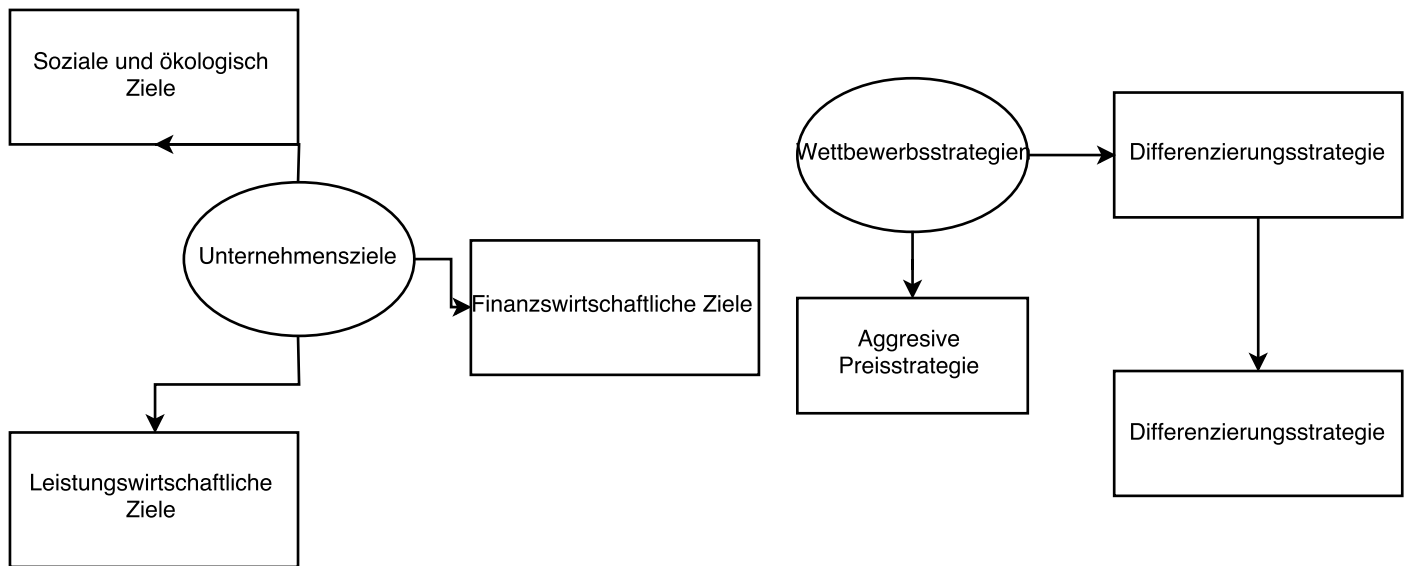 Soziale und ökologisch
Ziele
Unternehmensziele
Finanzswirtschaftliche Ziele
Leistungswirtschaftliche
Ziele
Wettbewerbsstrategien
Differenzierungsstrategie
Aggresive
Preisstrategie
Differenzierungsstrategie